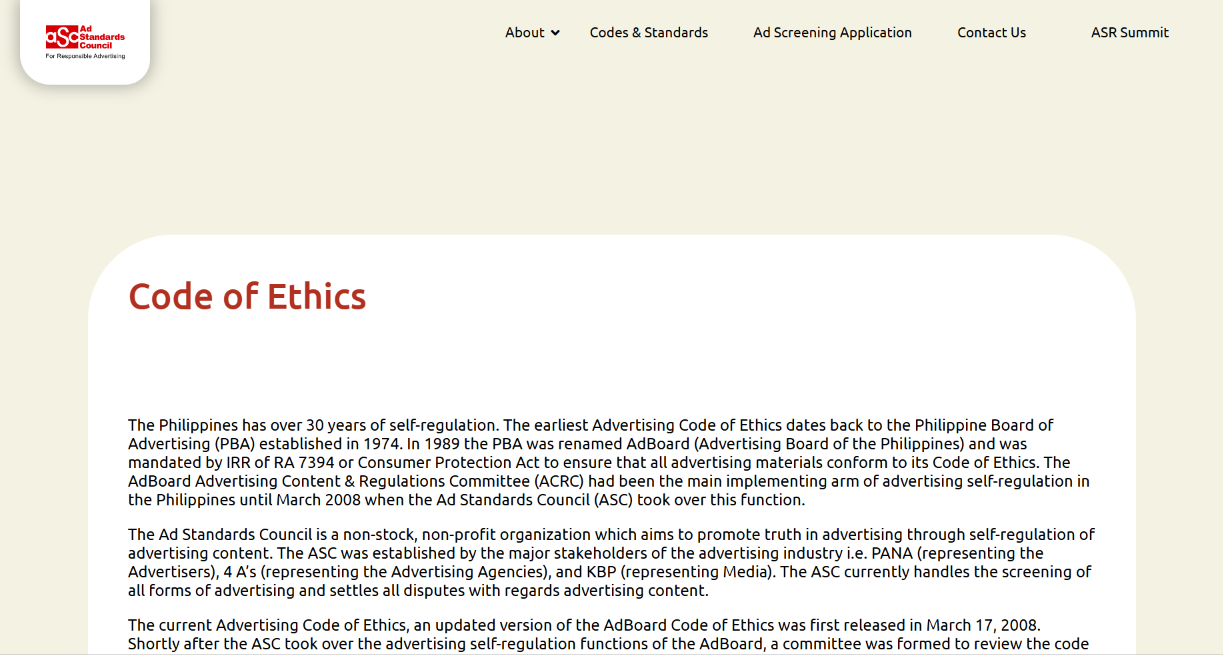 aSc Ad
Standards
Council
For Responsible Advertising
About
Codes & Standards
Ad Screening Application
Contact Us
ASR Summit
Code of Ethics
The Philippines has over 30 years of self-regulation. The earliest Advertising Code of Ethics dates back to the Philippine Board of
Advertising (PBA) established in 1974. In 1989 the PBA was renamed AdBoard (Advertising Board of the Philippines) and was
mandated by IRR of RA 7394 or Consumer Protection Act to ensure that all advertising materials conform to its Code of Ethics. The
AdBoard Advertising Content & Regulations Committee (ACRC) had been the main implementing arm of advertising self-regulation in
the Philippines until March 2008 when the Ad Standards Council (ASC) took over this function.
The Ad Standards Council is a non-stock, non-profit organization which aims to promote truth in advertising through self-regulation of
advertising content. The ASC was established by the major stakeholders of the advertising industry i.e. PANA (representing the
Advertisers), 4 A’s (representing the Advertising Agencies), and KBP (representing Media). The ASC currently handles the screening of
all forms of advertising and settles all disputes with regards advertising content.
The current Advertising Code of Ethics, an updated version of the AdBoard Code of Ethics was first released in March 17, 2008.
Shortly after the ASC took over the advertising self-regulation functions of the AdBoard, a committee was formed to review the code